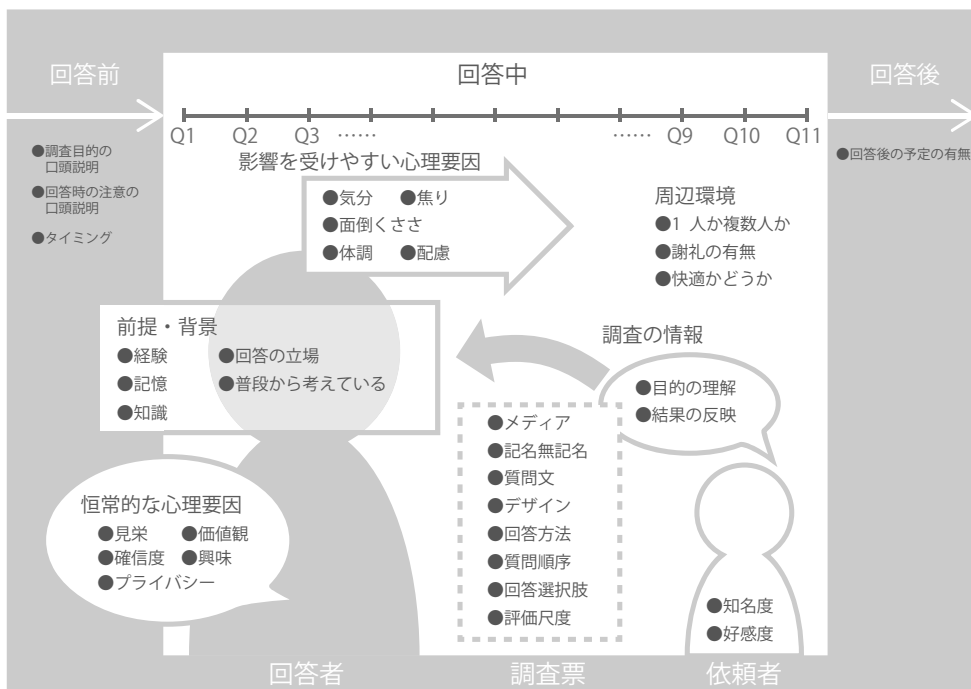 回答前
回答中
回答後
Q1 Q2 Q3 …… …… Q9 Q10 Q11
●調査目的の
口頭説明
●回答時の注意の
口頭説明
●タイミング
影響を受けやすい心理要因
●気分 ●焦り
●面倒くささ
●体調 ●配慮
周辺環境
●1 人か複数人か
●謝礼の有無
●快適かどうか
●回答後の予定の有無
前提・背景
●経験 ●回答の立場
●記憶 ●普段から考えている
●知識
調査の情報
●目的の理解
●結果の反映
●メディア
●記名無記名
●質問文
●デザイン
●回答方法
●質問順序
●回答選択肢
●評価尺度
恒常的な心理要因
●見栄 ●価値観
●確信度 ●興味
●プライバシー
●知名度
●好感度
回答者
調査票
依頼者